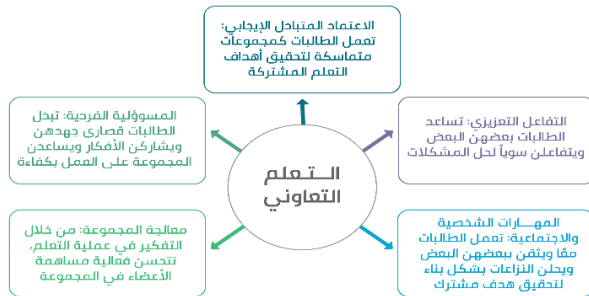 الاعتماد المتبادل الإيجابي:
تعمل الطالبات كمجموعات
متماسكة لتحقيق أهداف
التعلم المشتركة
التفاعل التعزيزي: تساعد
الطالبات بعضهن البعض
ويتفاعلن سوياً لحل المشكلات
المسؤولية الفردية: تبذل
الطالبات قصارى جهدهن
ويشاركن الأفكار ويساعدن
المجموعة على العمل بكفاءة
التعلم
التعاوني
المهارات الشخصية
والاجتماعية: تعمل الطالبات
معًا ويثقن ببعضهن البعض
ويحلن النزاعات بشكل بناء
لتحقيق هدف مشترك
معالجة المجموعة: من خلال
التفكير في عملية التعلم،
تتحسن فعالية مساهمة
الأعضاء في المجموعة